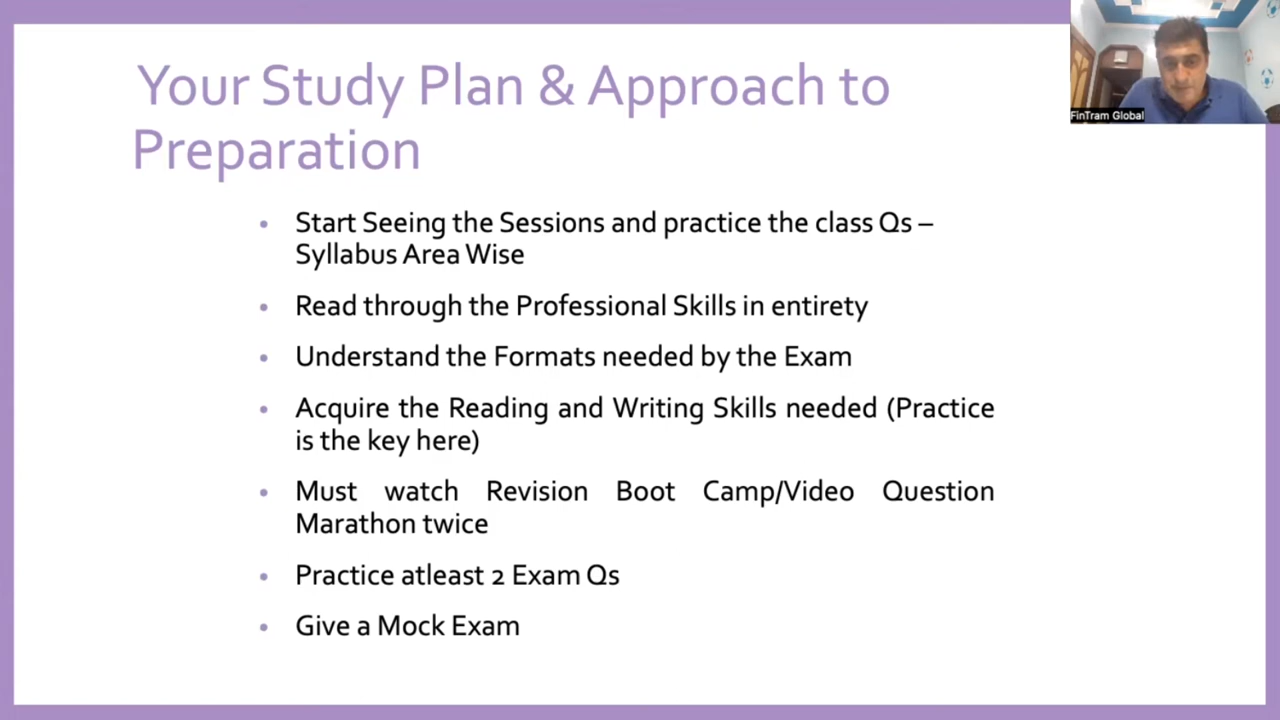 Your Study Plan & Approach to
Preparation
• Start Seeing the Sessions and practice the class Qs –
Syllabus Area Wise
• Read through the Professional Skills in entirety
• Understand the Formats needed by the Exam
• Acquire the Reading and Writing Skills needed (Practice
is the key here)
• Must watch Revision Boot Camp/Video Question
Marathon twice
• Practice atleast 2 Exam Qs
• Give a Mock Exam
FinTram Global